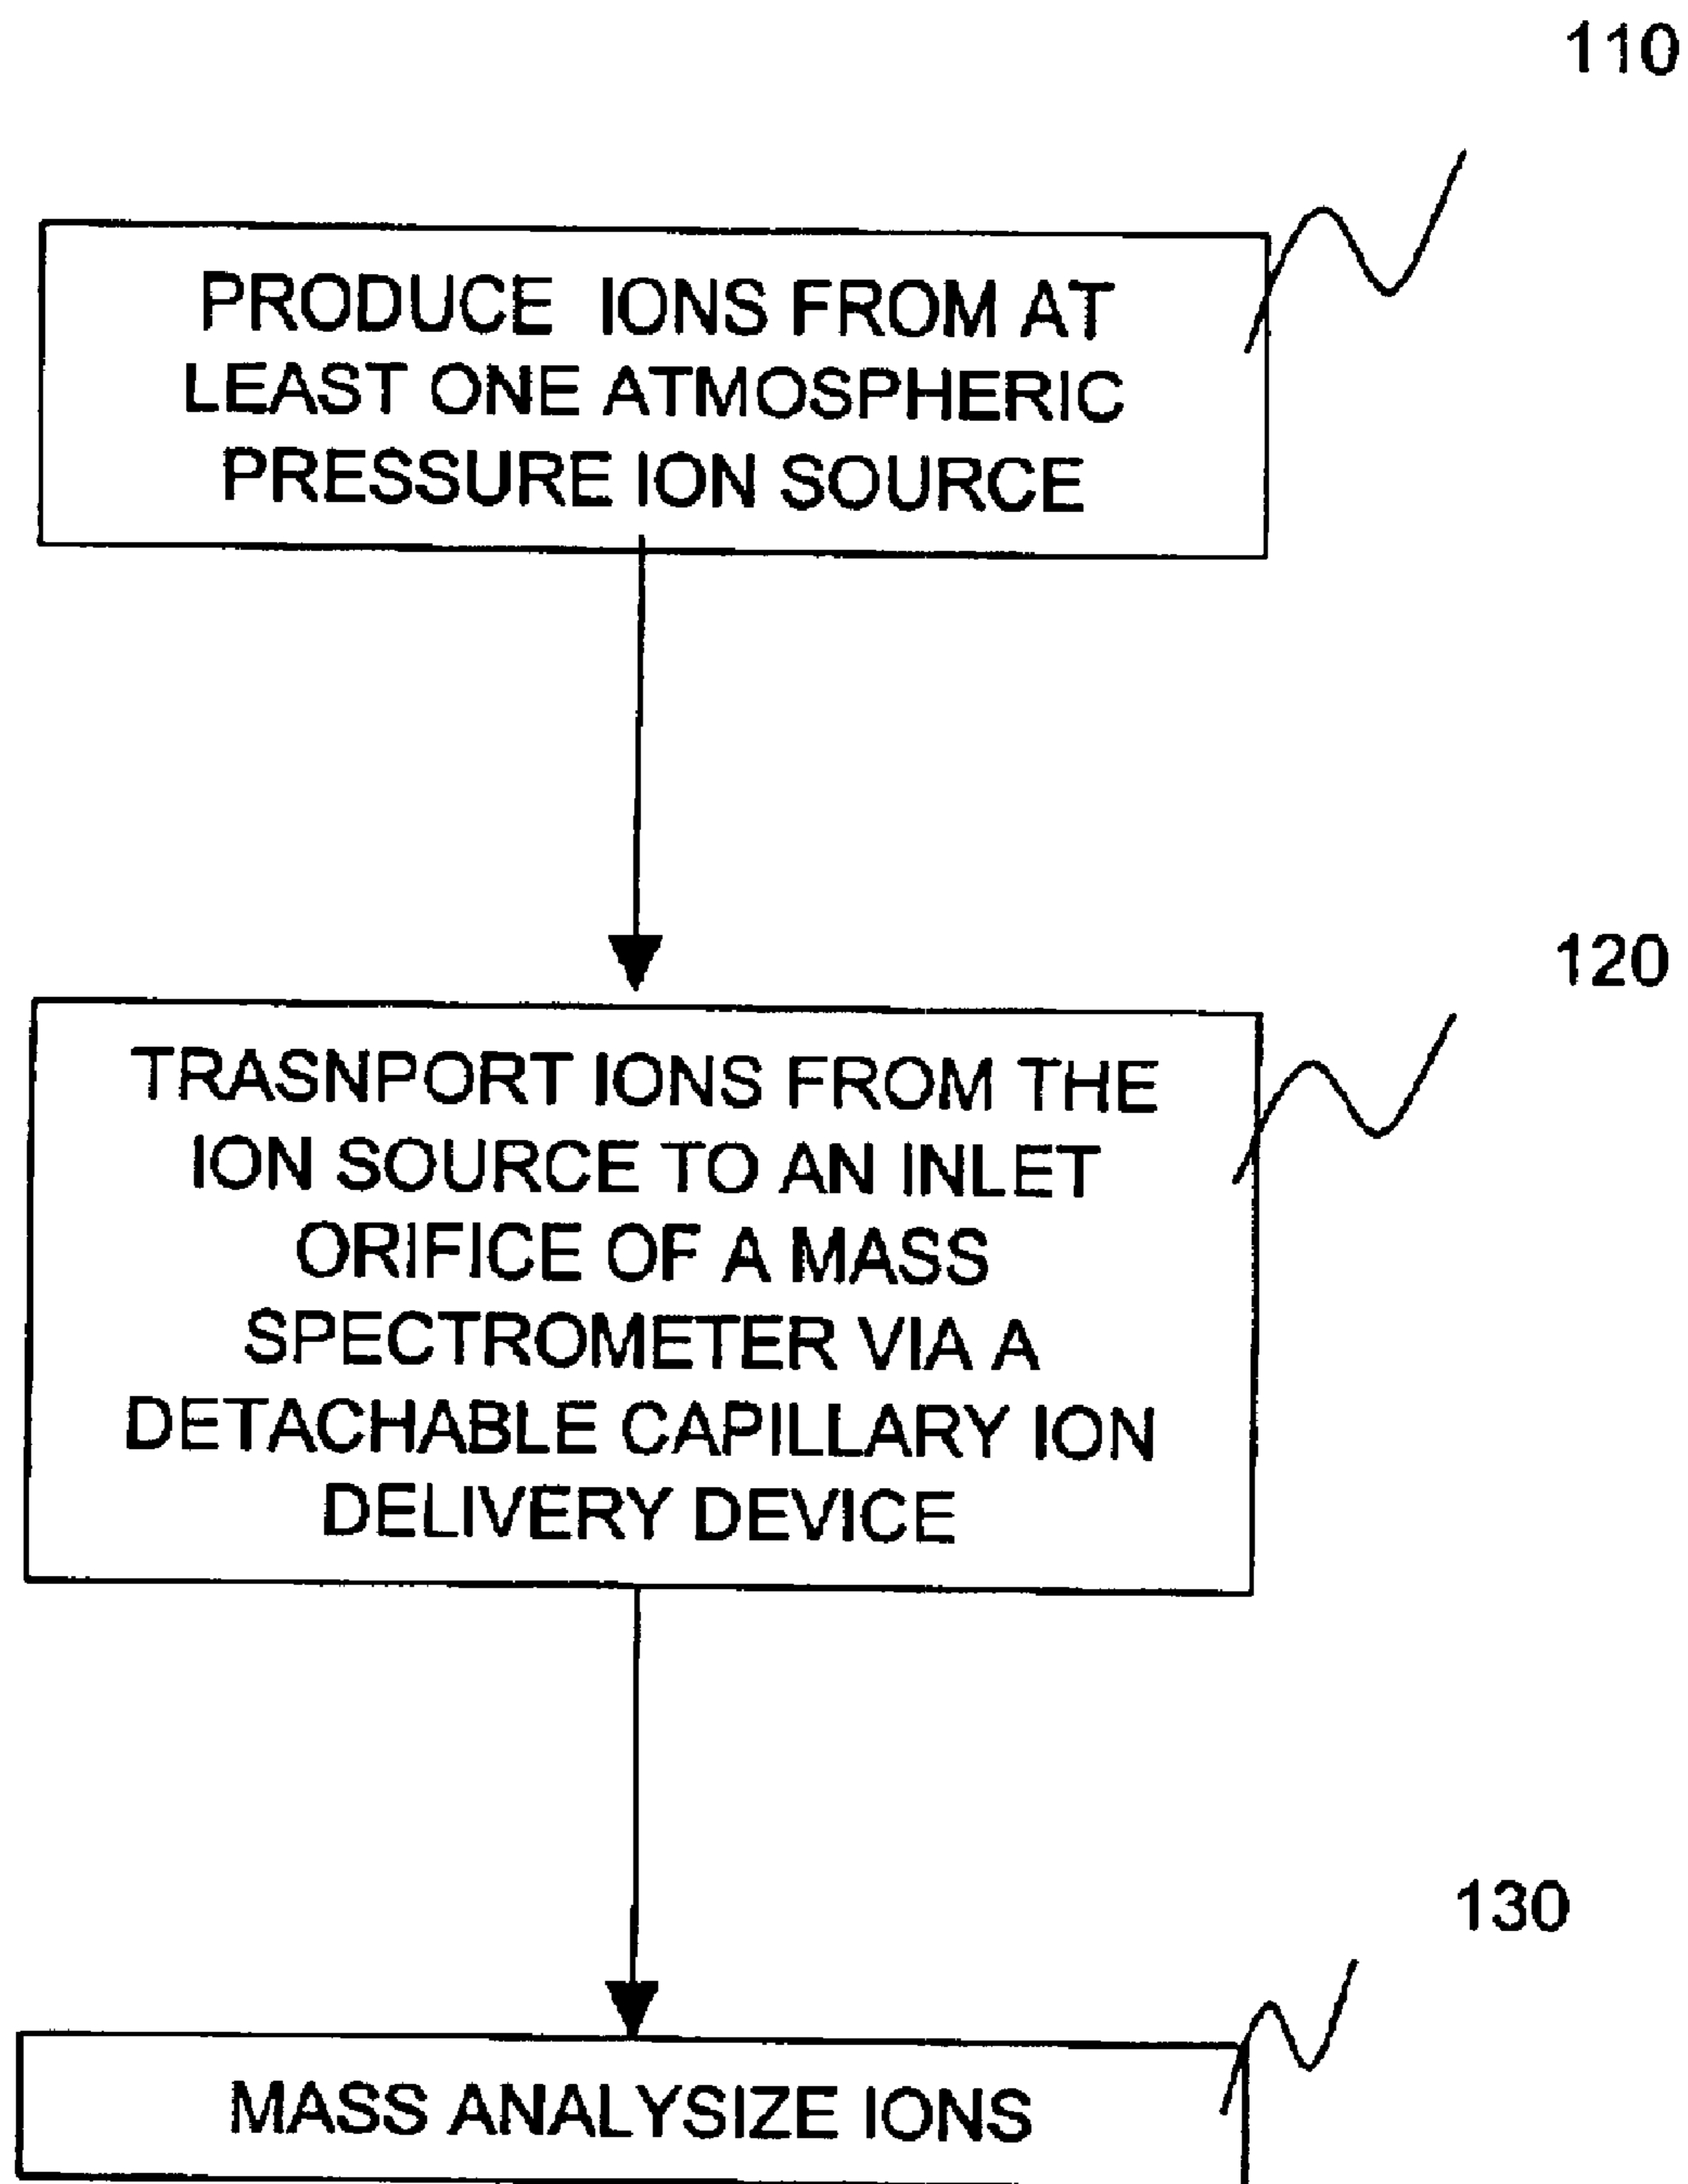 110
PRODUCE IONS FROM AT
LEAST ONE ATMOSPHERIC
PRESSURE ION SOURCE
120
TRASNPORT IONS FROM THE
ION SOURCE TO AN INLET
ORIFICE OF A MASS
SPECTROMETER VIA A
DETACHABLE CAPILLARY ION
DELIVERY DEVICE
130
MASS ANALYSIZE IONS